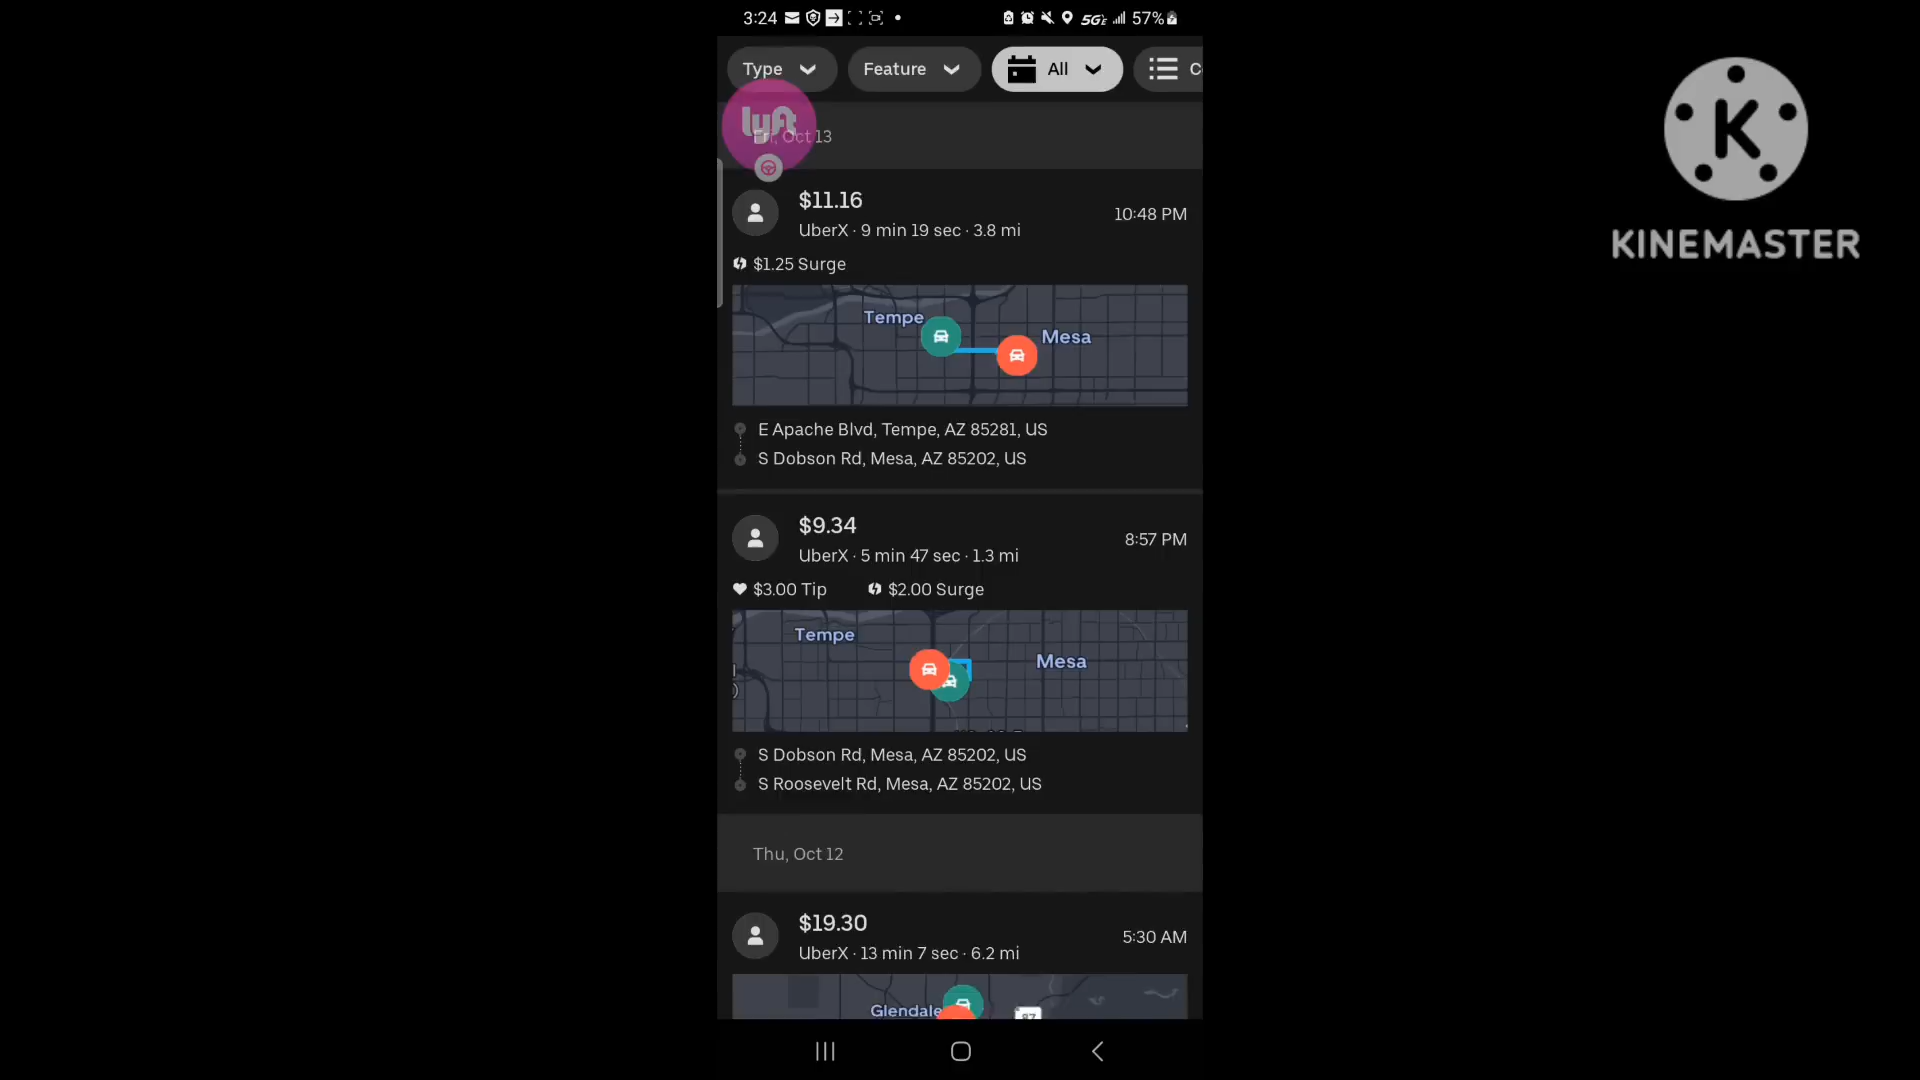 3:24
5GE 57%
Type
Feature
All
C
lyft
Fri, Oct 13
$11.16
10:48 PM
UberX · 9 min 19 sec · 3.8 mi
$1.25 Surge
Tempe
Mesa
E Apache Blvd, Tempe, AZ 85281, US
S Dobson Rd, Mesa, AZ 85202, US
$9.34
8:57 PM
UberX · 5 min 47 sec · 1.3 mi
$3.00 Tip
$2.00 Surge
Tempe
Mesa
S Dobson Rd, Mesa, AZ 85202, US
S Roosevelt Rd, Mesa, AZ 85202, US
Thu, Oct 12
$19.30
5:30 AM
UberX · 13 min 7 sec · 6.2 mi
Glendale
87
K
KINEMASTER